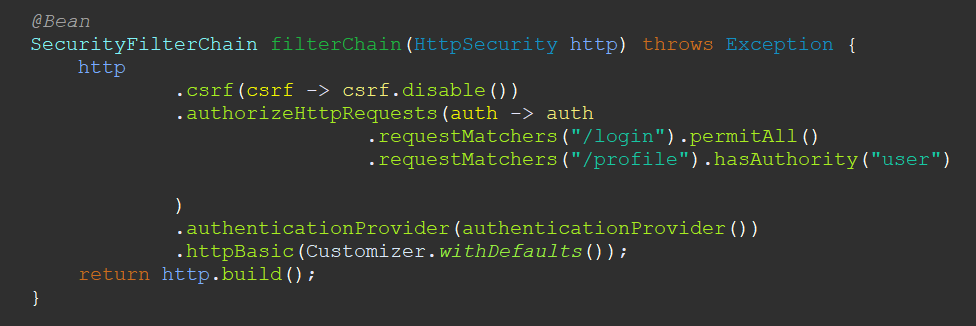 @Bean
SecurityFilterChain filterChain(HttpSecurity http) throws Exception {
http
.csrf(csrf -> csrf.disable())
.authorizeHttpRequests(auth -> auth
.requestMatchers("/login").permitAll()
.requestMatchers("/profile").hasAuthority("user")
)
.authenticationProvider(authenticationProvider())
.httpBasic(Customizer.withDefaults());
return http.build();
}